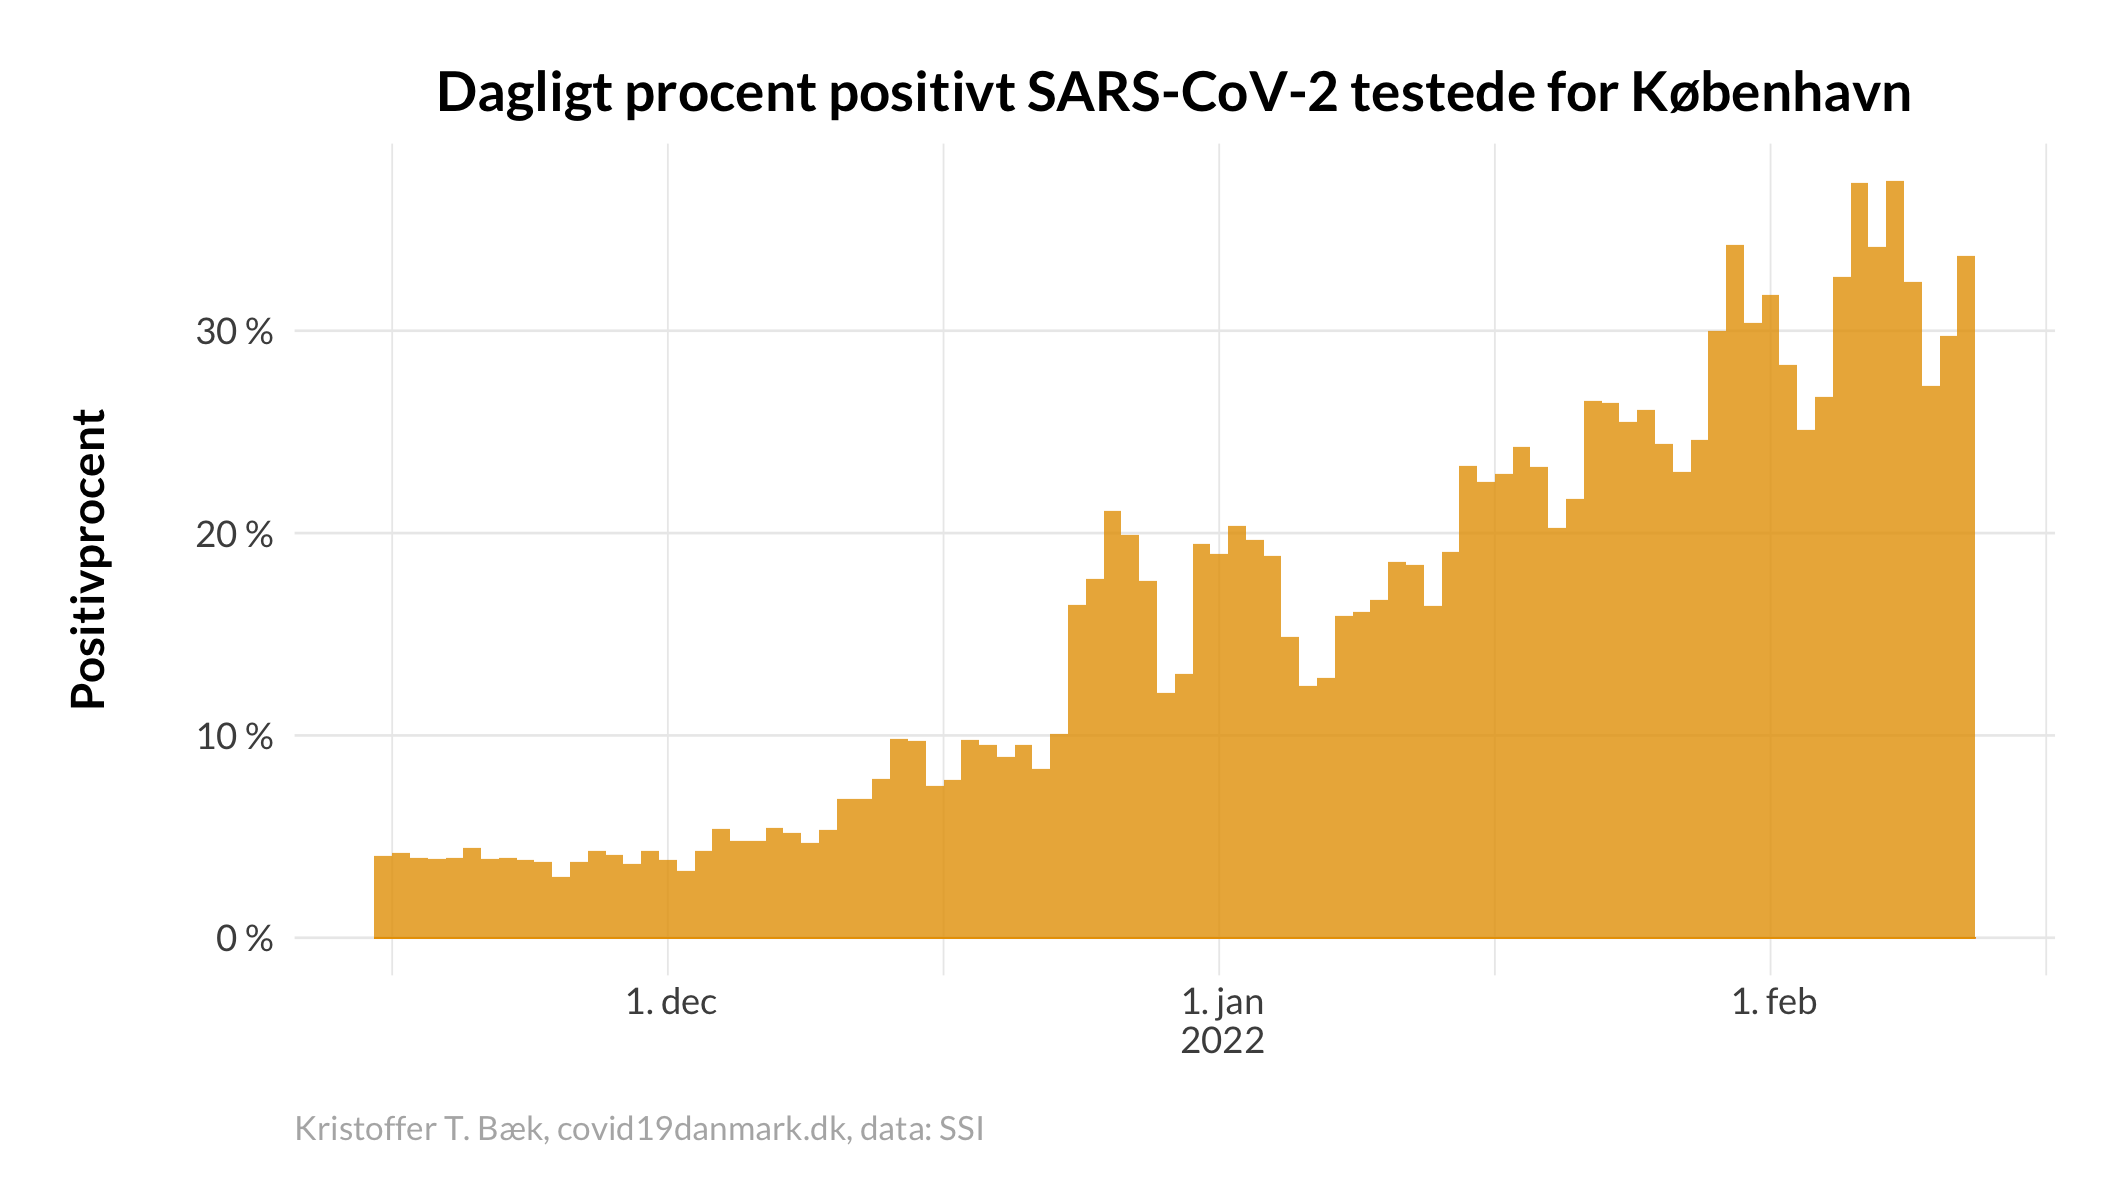 Dagligt procent positivt SARS-CoV-2 testede for København
Positivprocent
30 %
20 %
10 %
0 %
1. dec
1. jan
2022
1. feb
Kristoffer T. Bæk, covid19danmark.dk, data: SSI